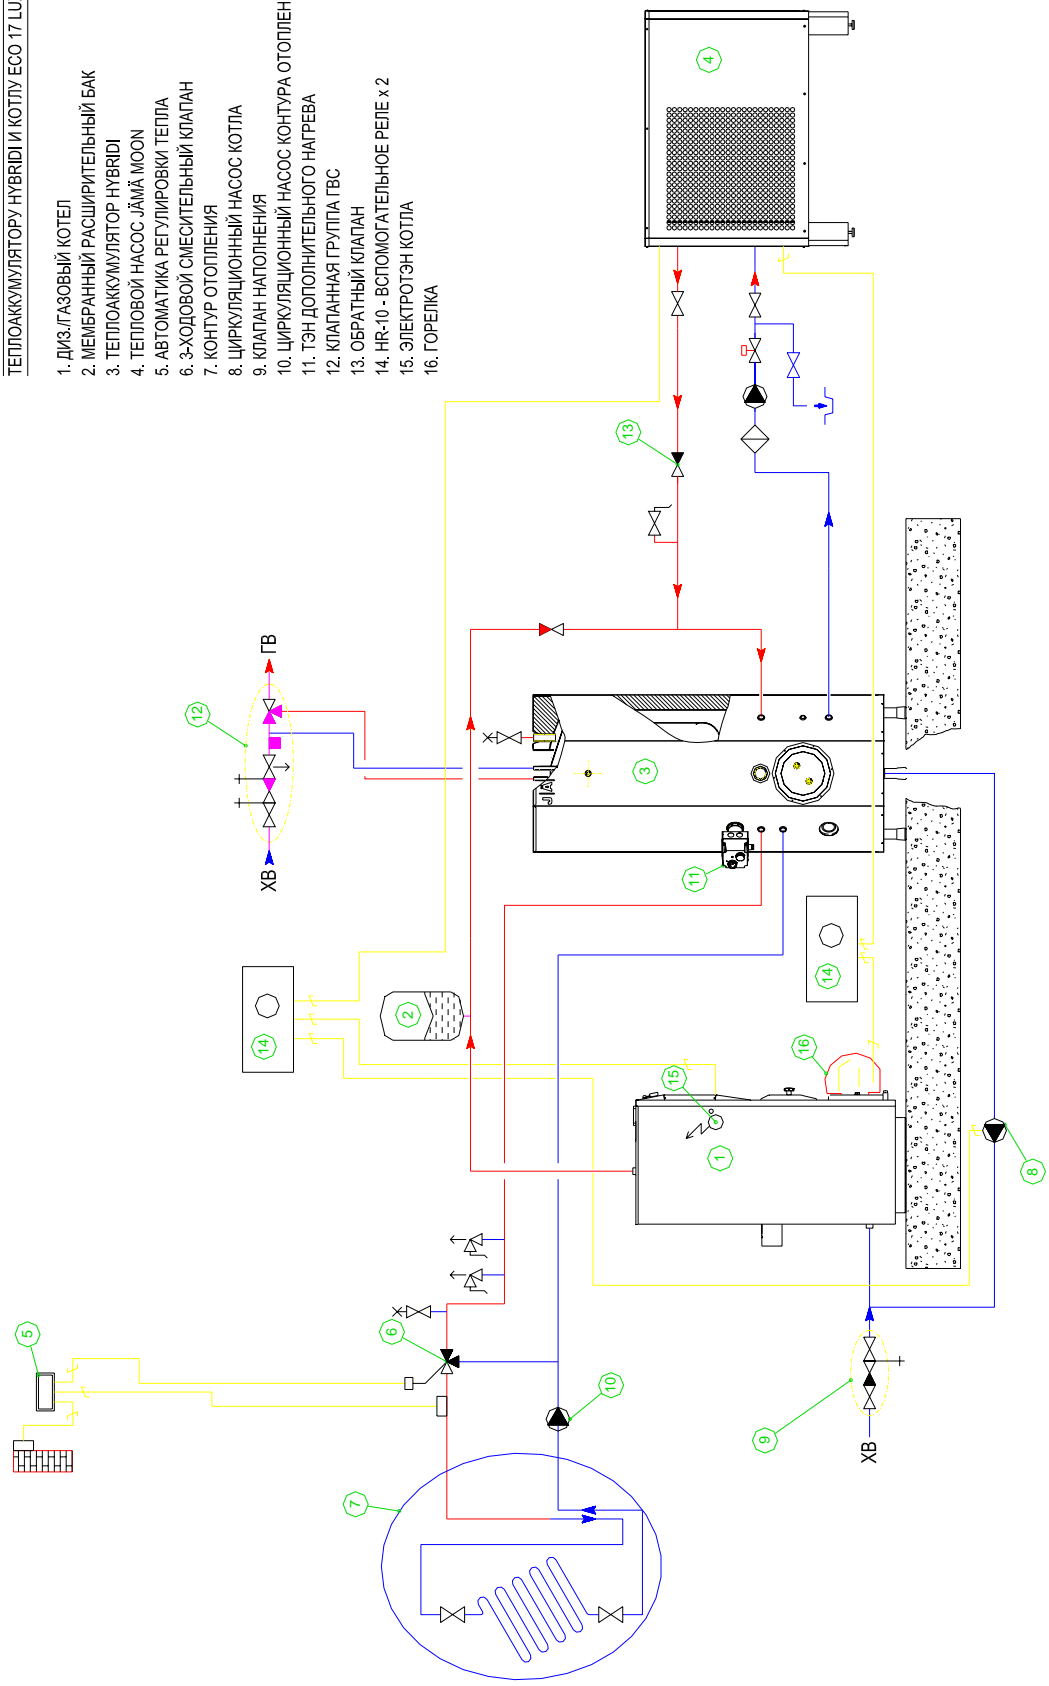 ТЕПЛОАККУМУЛЯТОРУ HYBRIDI И КОТЛУ ECO 17 LU
1. ДИЗ./ГАЗОВЫЙ КОТЕЛ
2. МЕМБРАННЫЙ РАСШИРИТЕЛЬНЫЙ БАК
3. ТЕПЛОАККУМУЛЯТОР HYBRIDI
4. ТЕПЛОВОЙ НАСОС JÄMÄ MOON
5. АВТОМАТИКА РЕГУЛИРОВКИ ТЕПЛА
6. 3-ХОДОВОЙ СМЕСИТЕЛЬНЫЙ КЛАПАН
7. КОНТУР ОТОПЛЕНИЯ
8. ЦИРКУЛЯЦИОННЫЙ НАСОС КОТЛА
9. КЛАПАН НАПОЛНЕНИЯ
10. ЦИРКУЛЯЦИОННЫЙ НАСОС КОНТУРА ОТОПЛЕН
11. ТЭН ДОПОЛНИТЕЛЬНОГО НАГРЕВА
12. КЛАПАННАЯ ГРУППА ГВС
13. ОБРАТНЫЙ КЛАПАН
14. HR-10 - ВСПОМОГАТЕЛЬНОЕ РЕЛЕ x 2
15. ЭЛЕКТРОТЭН КОТЛА
16. ГОРЕЛКА
5
6
7
10
9
ХВ
14
2
15
1
16
14
8
12
ХВ
ГВ
11
3
13
4